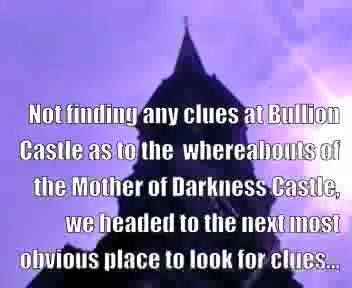 Not finding any clues at Bullion
Castle as to the whereabouts of
the Mother of Darkness Castle,
we headed to the next most
obvious place to look for clues...